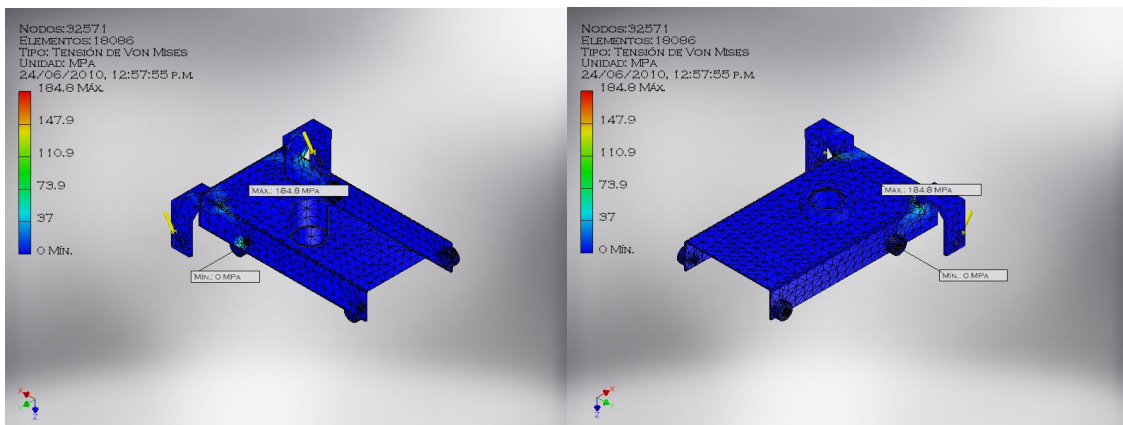 NODOS:32571
ELEMENTOS:18086
TIPO: TENSIÓN DE VON MISES
UNIDAD: MPA
24/06/2010, 12:57:55 P.M.
184.8 MÁX.
147.9
110.9
73.9
37
0 MÍN.
MÁX.: 184.8 MPA
MÍN.: 0 MPA
X
Y
Z
NODOS:32571
ELEMENTOS:18086
TIPO: TENSIÓN DE VON MISES
UNIDAD: MPA
24/06/2010, 12:57:55 P.M.
184.8 MÁX.
147.9
110.9
73.9
37
0 MÍN.
MÁX.: 184.8 MPA
MÍN.: 0 MPA
X
Y
Z